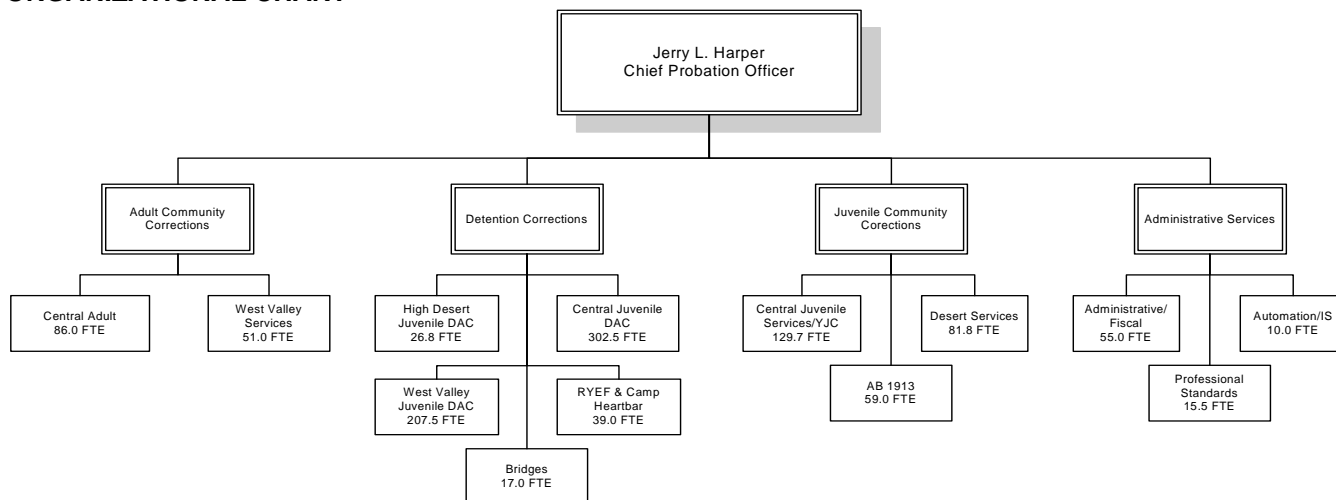 ORGANIZATIONAL CHART
Jerry L. Harper
Chief Probation Officer
Adult Community
Corrections
Detention Corrections
Juvenile Community
Corections
Administrative Services
Central Adult
86.0 FTE
West Valley
Services
51.0 FTE
High Desert
Juvenile DAC
26.8 FTE
Central Juvenile
DAC
302.5 FTE
Central Juvenile
Services/YJC
129.7 FTE
Desert Services
81.8 FTE
Administrative/
Fiscal
55.0 FTE
Automation/IS
10.0 FTE
West Valley
Juvenile DAC
207.5 FTE
RYEF & Camp
Heartbar
39.0 FTE
AB 1913
59.0 FTE
Professional
Standards
15.5 FTE
Bridges
17.0 FTE